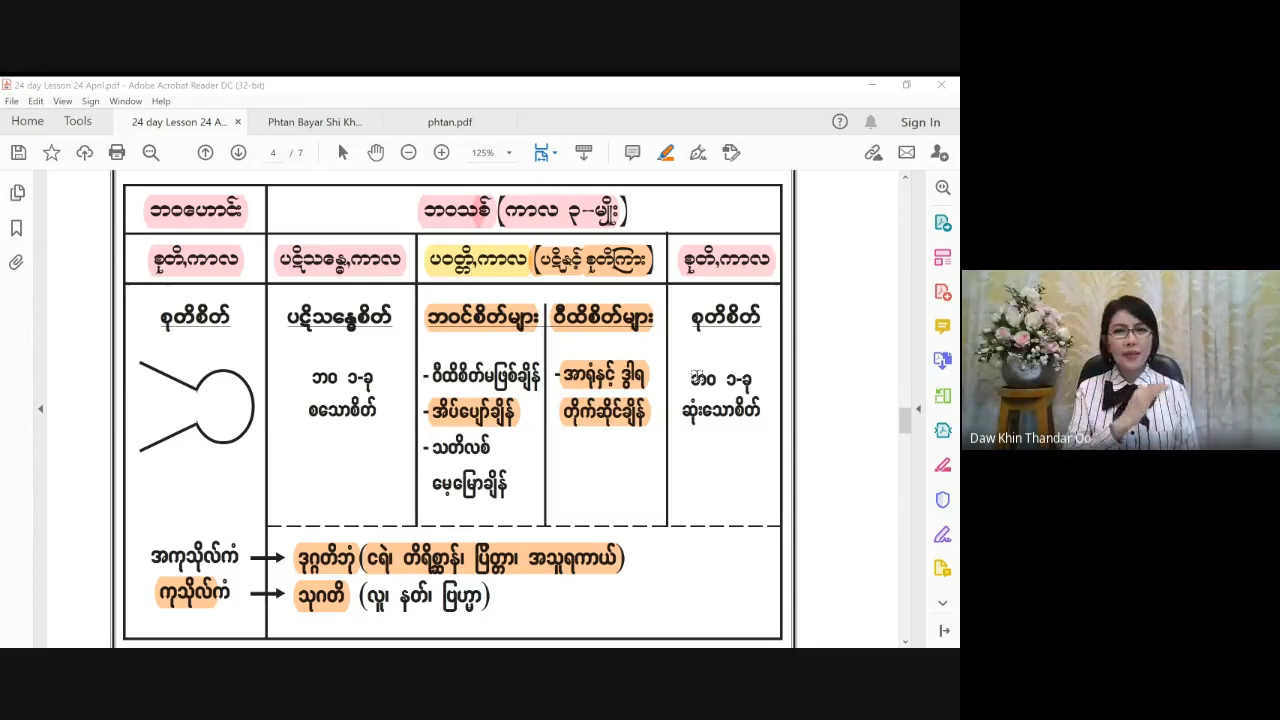 24 day Lesson 24 April.pdf - Adobe Acrobat Reader DC (32-bit)
File Edit View Sign Window Help
Home Tools 24 day Lesson 24 A... × Phtan Bayar Shi Kh... phtan.pdf Sign In
4 / 7 125%
ဘဝဟောင်း ဘဝသစ် (ကာလ ၃-မျိုး)
စုတိ,ကာလ ပဋိသန္ဓေ,ကာလ ပဝတ္တိ,ကာလ (ပဋိနှင့် စုတိကြား) စုတိ,ကာလ
စုတိစိတ် ပဋိသန္ဓေစိတ် ဘဝင်စိတ်များ ဝီထိစိတ်များ စုတိစိတ်
ဘဝ ၁-ခု - ဝီထိစိတ်မဖြစ်ချိန် - အာရုံနှင့် ဒွါရ ဘဝ ၁-ခု
စသောစိတ် - အိပ်ပျော်ချိန် တိုက်ဆိုင်ချိန် ဆုံးသောစိတ်
- သတိလစ်
မေ့မြောချိန်
အကုသိုလ်ကံ → ဒုဂ္ဂတိဘုံ (ငရဲ၊ တိရိစ္ဆာန်၊ ပြိတ္တာ၊ အသူရကာယ်)
ကုသိုလ်ကံ → သုဂတိ (လူ၊ နတ်၊ ဗြဟ္မာ)
Daw Khin Thandar Oo